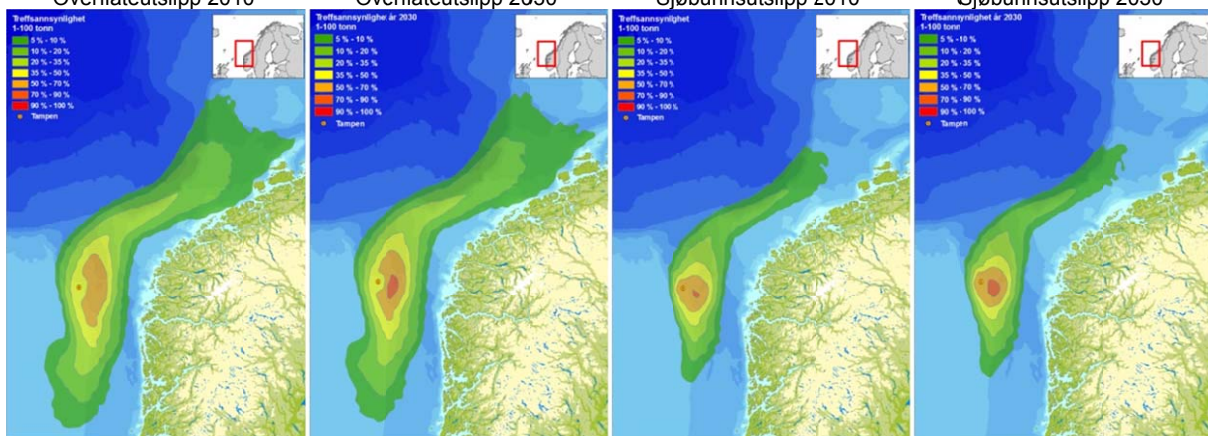 Overflateutslipp 2010
Overflateutslipp 2030
Sjøbunnsutslipp 2010
Sjøbunnsutslipp 2030
Treffsannsynlighet
1-100 tonn
5 % - 10 %
10 % - 20 %
20 % - 35 %
35 % - 50 %
50 % - 70 %
70 % - 90 %
90 % - 100 %
Tampen
Treffsannsynlighet år 2030
1-100 tonn
5 % - 10 %
10 % - 20 %
20 % - 35 %
35 % - 50 %
50 % - 70 %
70 % - 90 %
90 % - 100 %
Tampen
Treffsannsynlighet
1-100 tonn
5 % - 10 %
10 % - 20 %
20 % - 35 %
35 % - 50 %
50 % - 70 %
70 % - 90 %
90 % - 100 %
Tampen
Treffsannsynlighet år 2030
1-100 tonn
5 % - 10 %
10 % - 20 %
20 % - 35 %
35 % - 50 %
50 % - 70 %
70 % - 90 %
90 % - 100 %
Tampen